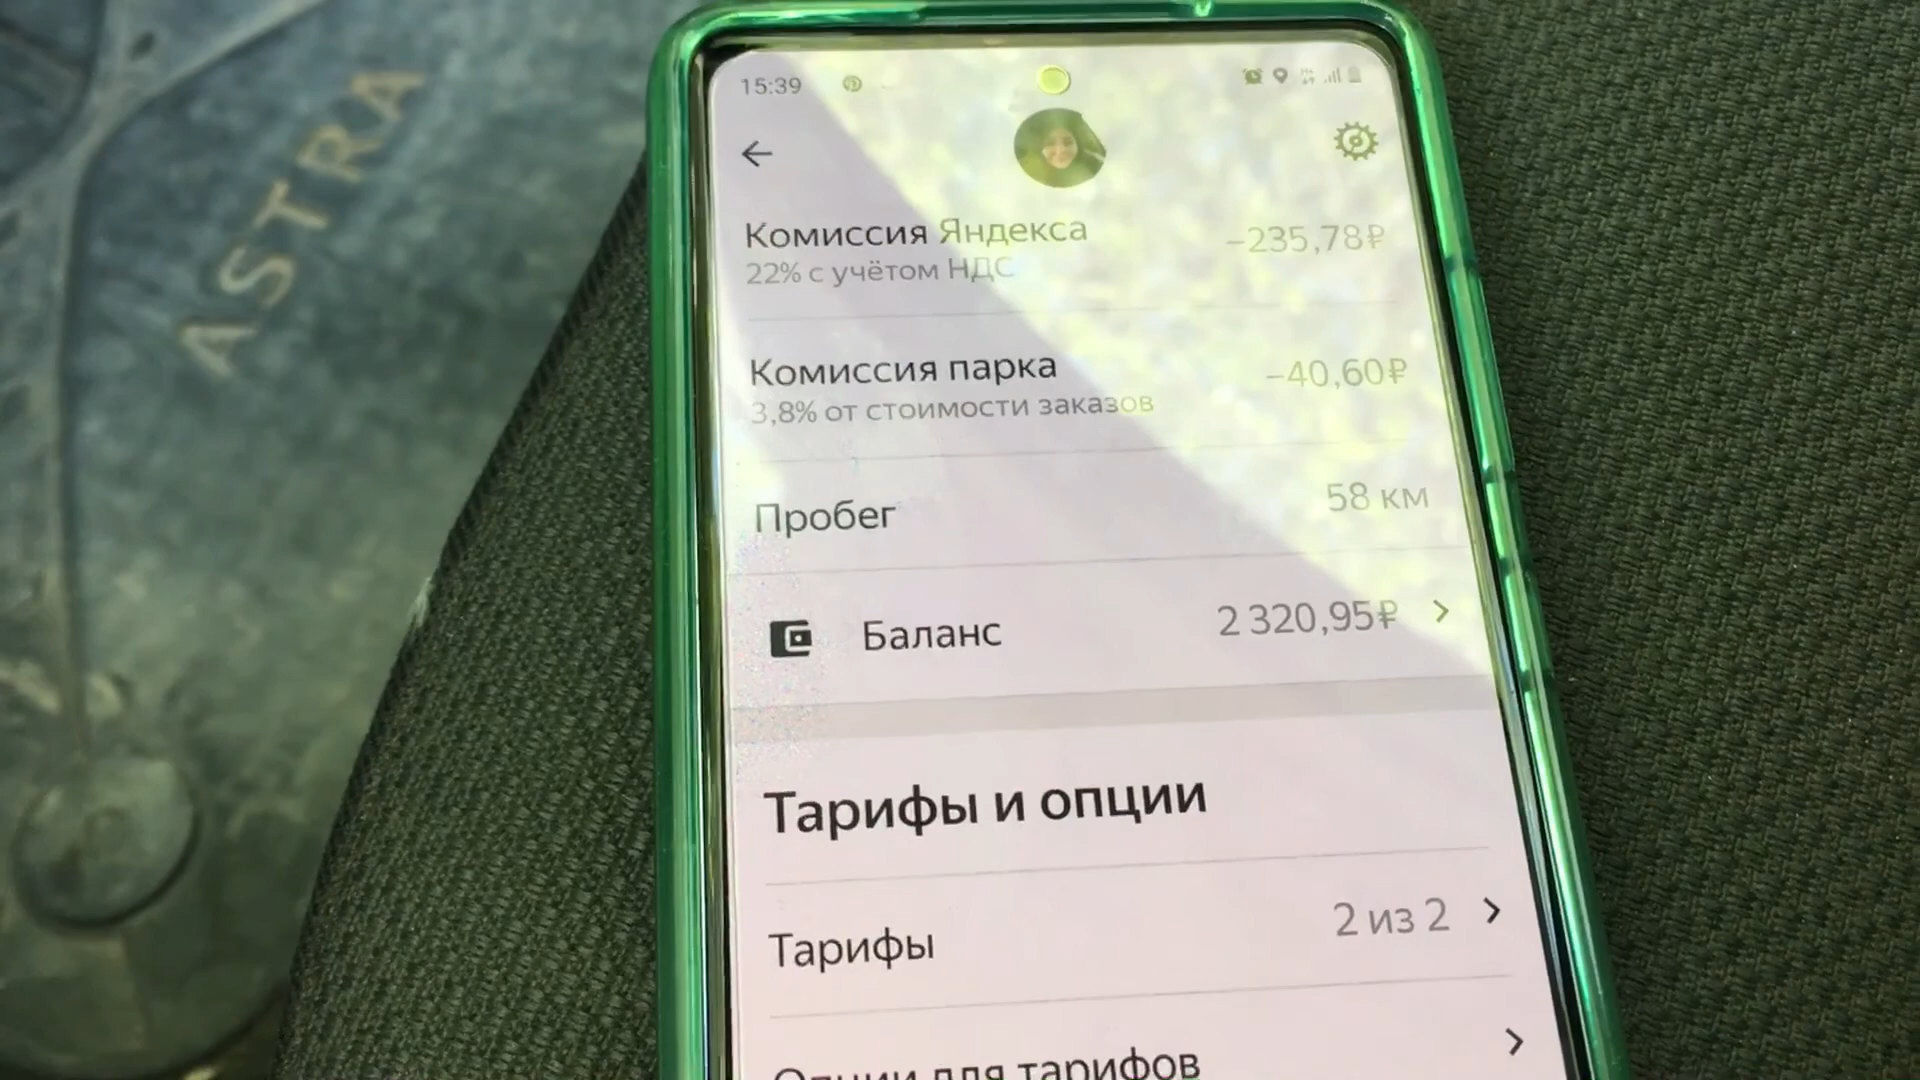 ASTRA
15:39
Комиссия Яндекса
−235,78₽
22% с учётом НДС
Комиссия парка
−40,60₽
3,8% от стоимости заказов
Пробег
58 км
Баланс
2 320,95₽
Тарифы и опции
Тарифы
2 из 2
Опции для тарифов